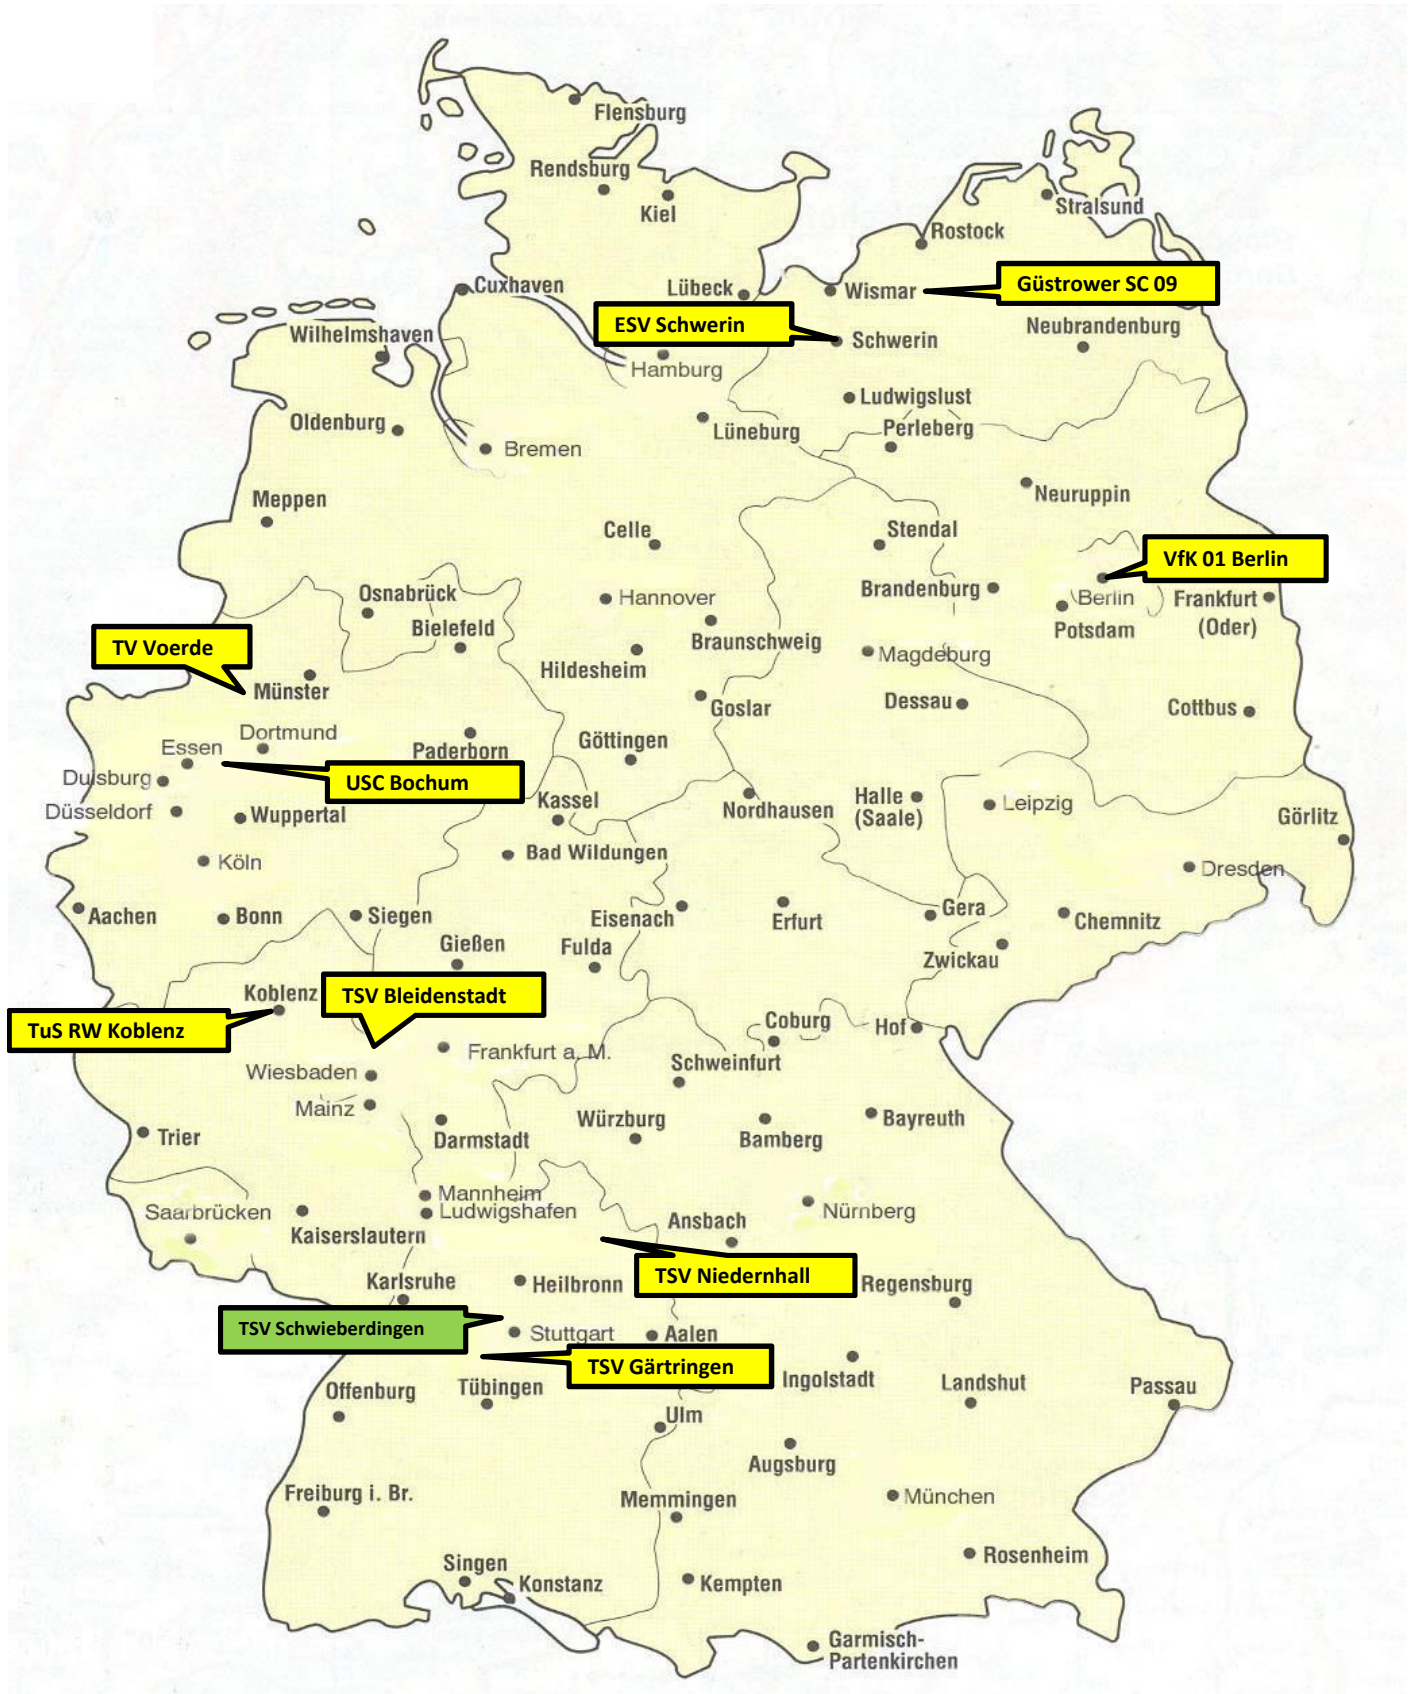 Flensburg
Rendsburg
Kiel
Stralsund
Rostock
Cuxhaven
Lübeck
Wismar
Güstrower SC 09
ESV Schwerin
Schwerin
Neubrandenburg
Wilhelmshaven
Hamburg
Ludwigslust
Oldenburg
Lüneburg
Perleberg
Bremen
Meppen
Neuruppin
Celle
Stendal
VfK 01 Berlin
Osnabrück
Hannover
Brandenburg
Berlin
Potsdam
Frankfurt
(Oder)
Bielefeld
Braunschweig
TV Voerde
Münster
Hildesheim
Magdeburg
Goslar
Dessau
Cottbus
Dortmund
Essen
Paderborn
Göttingen
Duisburg
USC Bochum
Düsseldorf
Wuppertal
Kassel
Nordhausen
Halle
(Saale)
Leipzig
Görlitz
Köln
Bad Wildungen
Dresden
Aachen
Bonn
Siegen
Eisenach
Erfurt
Gera
Chemnitz
Gießen
Fulda
Zwickau
Koblenz
TSV Bleidenstadt
TuS RW Koblenz
Coburg
Hof
Frankfurt a. M.
Schweinfurt
Wiesbaden
Mainz
Trier
Darmstadt
Würzburg
Bamberg
Bayreuth
Mannheim
Ludwigshafen
Saarbrücken
Kaiserslautern
Ansbach
Nürnberg
Karlsruhe
Heilbronn
TSV Niedernhall
Regensburg
TSV Schwieberdingen
Stuttgart
Aalen
TSV Gärtringen
Offenburg
Tübingen
Ingolstadt
Landshut
Passau
Ulm
Augsburg
Freiburg i. Br.
Memmingen
München
Singen
Konstanz
Kempten
Rosenheim
Garmisch-
Partenkirchen